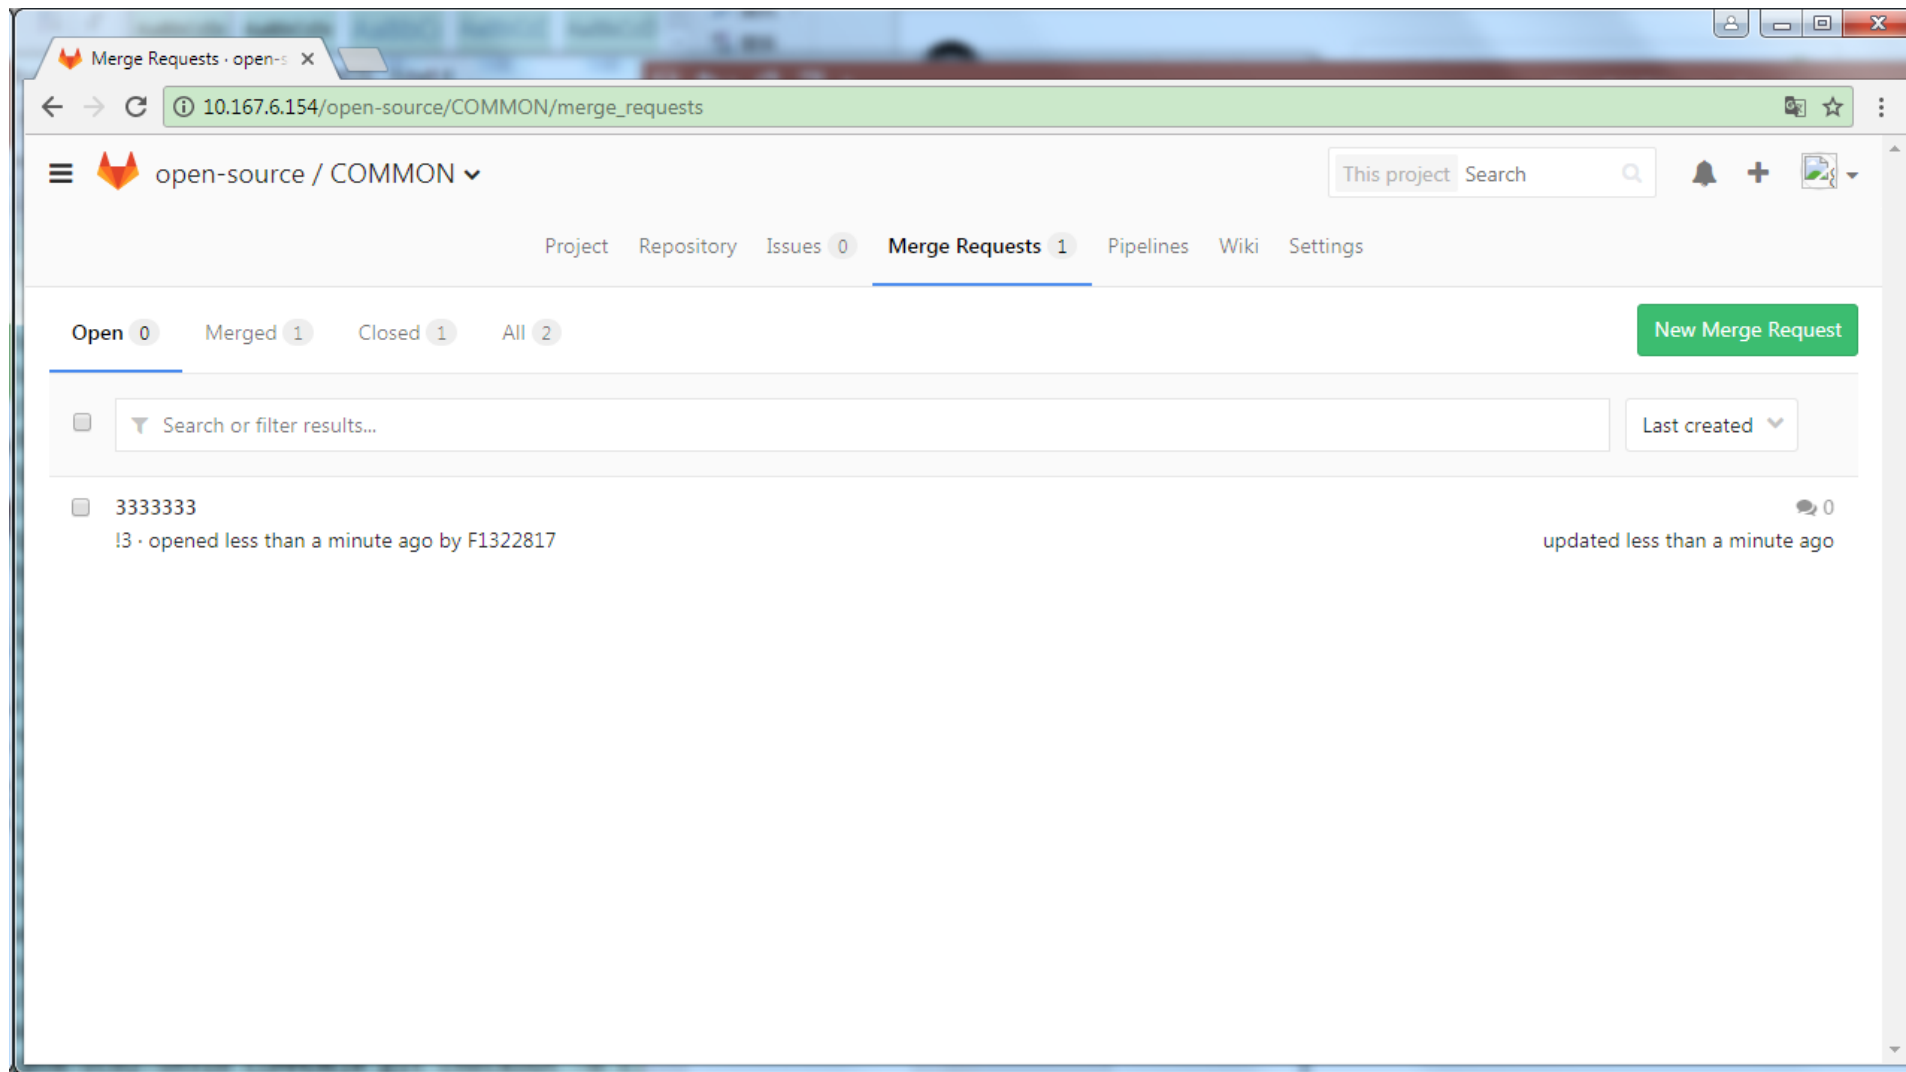 Merge Requests · open-s
10.167.6.154/open-source/COMMON/merge_requests
open-source / COMMON
This project Search
Project Repository Issues 0 Merge Requests 1 Pipelines Wiki Settings
Open 0 Merged 1 Closed 1 All 2
New Merge Request
Search or filter results...
Last created
3333333
0
!3 · opened less than a minute ago by F1322817
updated less than a minute ago